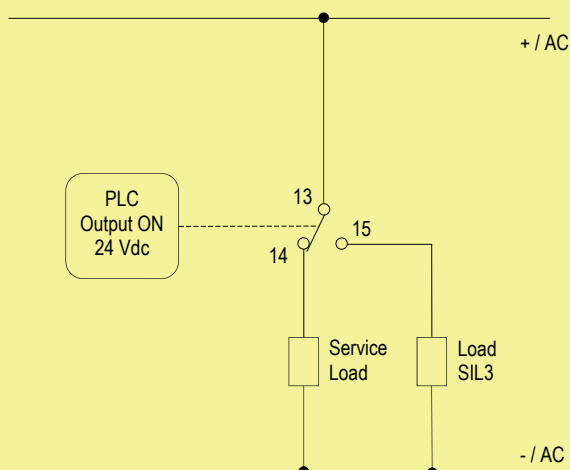 + / AC
PLC
Output ON
24 Vdc
13
14
15
Service
Load
Load
SIL3
- / AC